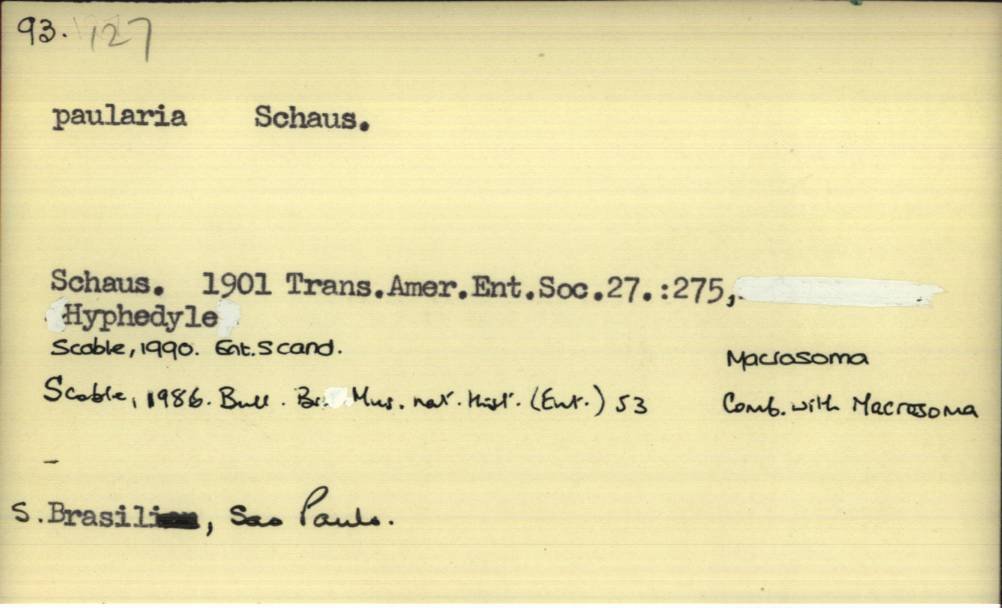 93. 127
paularia Schaus.
Schaus. 1901 Trans.Amer.Ent.Soc.27.:275,
Hyphedyle
Scoble, 1990. Ent. Scand. Macrosoma
Scoble, 1986. Bull. Br. Mus. nat. Hist. (Ent.) 53 Comb. with Macrosoma
–
S. Brasili, Sao Paulo.